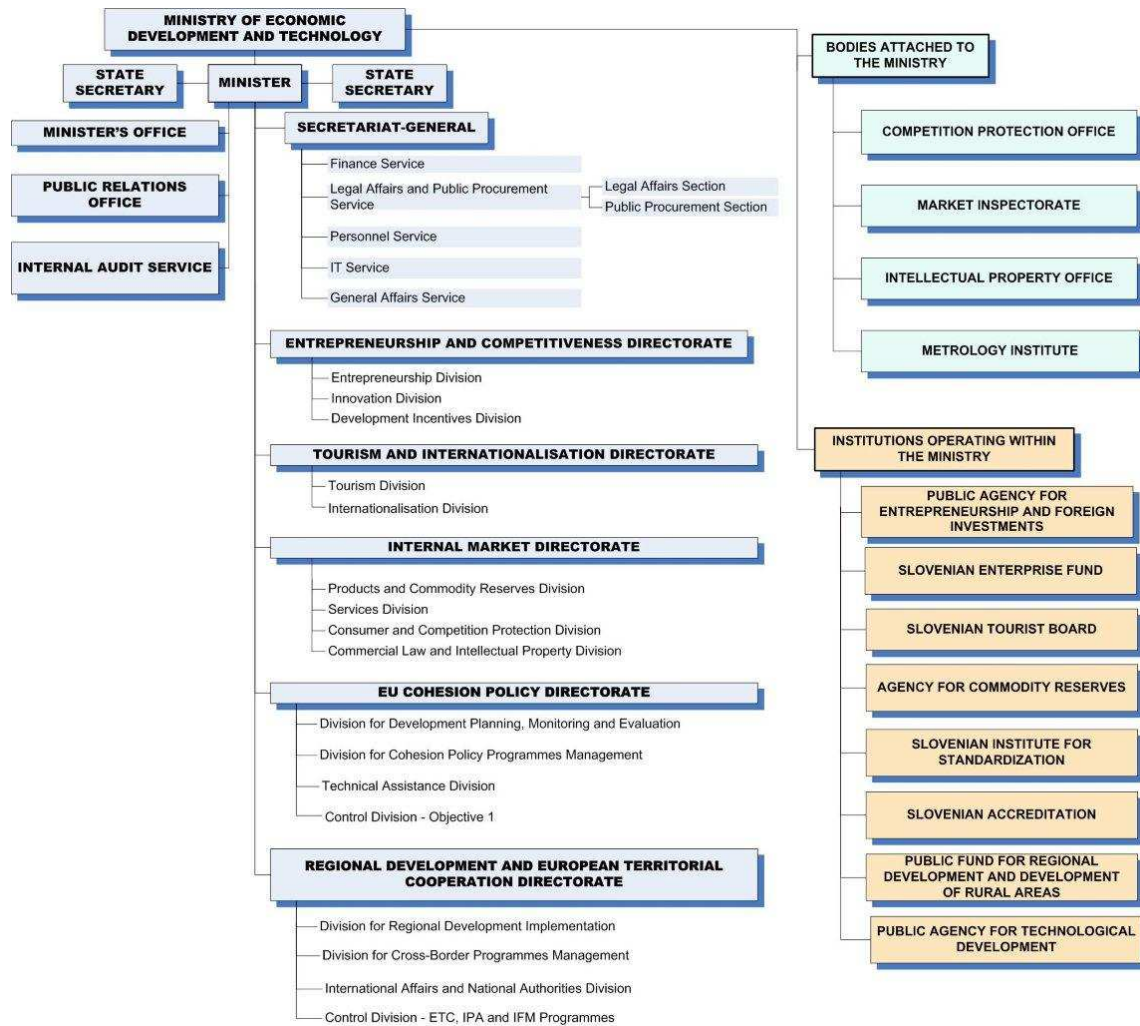 MINISTRY OF ECONOMIC
DEVELOPMENT AND TECHNOLOGY
STATE
SECRETARY
MINISTER
STATE
SECRETARY
MINISTER'S OFFICE
PUBLIC RELATIONS
OFFICE
INTERNAL AUDIT SERVICE
SECRETARIAT-GENERAL
Finance Service
Legal Affairs and Public Procurement
Service
Legal Affairs Section
Public Procurement Section
Personnel Service
IT Service
General Affairs Service
ENTREPRENEURSHIP AND COMPETITIVENESS DIRECTORATE
Entrepreneurship Division
Innovation Division
Development Incentives Division
TOURISM AND INTERNATIONALISATION DIRECTORATE
Tourism Division
Internationalisation Division
INTERNAL MARKET DIRECTORATE
Products and Commodity Reserves Division
Services Division
Consumer and Competition Protection Division
Commercial Law and Intellectual Property Division
EU COHESION POLICY DIRECTORATE
Division for Development Planning, Monitoring and Evaluation
Division for Cohesion Policy Programmes Management
Technical Assistance Division
Control Division - Objective 1
REGIONAL DEVELOPMENT AND EUROPEAN TERRITORIAL
COOPERATION DIRECTORATE
Division for Regional Development Implementation
Division for Cross-Border Programmes Management
International Affairs and National Authorities Division
Control Division - ETC, IPA and IFM Programmes
BODIES ATTACHED TO
THE MINISTRY
COMPETITION PROTECTION OFFICE
MARKET INSPECTORATE
INTELLECTUAL PROPERTY OFFICE
METROLOGY INSTITUTE
INSTITUTIONS OPERATING WITHIN
THE MINISTRY
PUBLIC AGENCY FOR
ENTREPRENEURSHIP AND FOREIGN
INVESTMENTS
SLOVENIAN ENTERPRISE FUND
SLOVENIAN TOURIST BOARD
AGENCY FOR COMMODITY RESERVES
SLOVENIAN INSTITUTE FOR
STANDARDIZATION
SLOVENIAN ACCREDITATION
PUBLIC FUND FOR REGIONAL
DEVELOPMENT AND DEVELOPMENT
OF RURAL AREAS
PUBLIC AGENCY FOR TECHNOLOGICAL
DEVELOPMENT